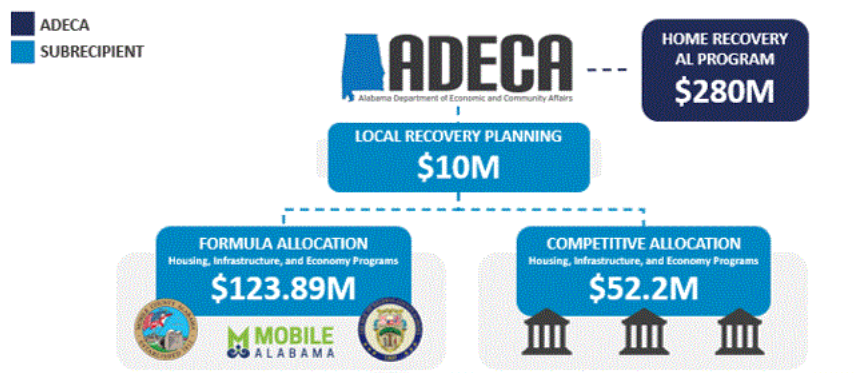 ADECA
SUBRECIPIENT
ADECA
Alabama Department of Economic and Community Affairs
HOME RECOVERY
AL PROGRAM
$280M
LOCAL RECOVERY PLANNING
$10M
FORMULA ALLOCATION
Housing, Infrastructure, and Economy Programs
$123.89M
MOBILE
ALABAMA
COMPETITIVE ALLOCATION
Housing, Infrastructure, and Economy Programs
$52.2M